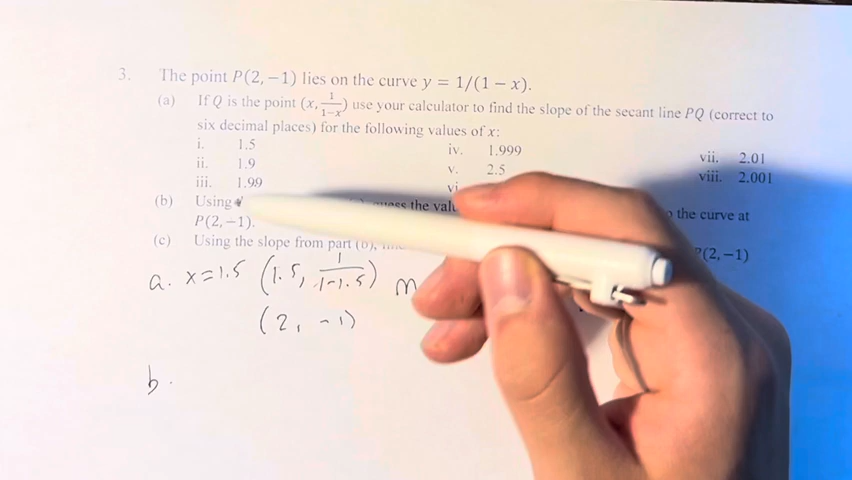 3. The point P(2, −1) lies on the curve y = 1/(1 − x).
(a) If Q is the point (x, 1/(1−x)) use your calculator to find the slope of the secant line PQ (correct to
six decimal places) for the following values of x:
i. 1.5 iv. 1.999 vii. 2.01
ii. 1.9 v. 2.5 viii. 2.001
iii. 1.99 vi
(b) Using guess the the curve at
P(2, −1).
(c) Using the slope from part (b), P(2, −1)
a. x=1.5 (1.5, 1/(1-1.5)) m
(2, -1)
b.